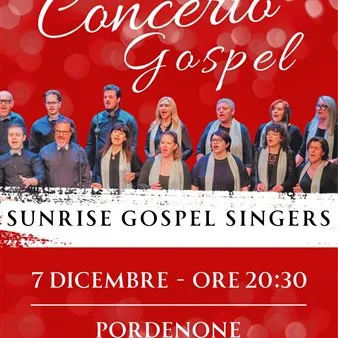 Concerto
Gospel
SUNRISE GOSPEL SINGERS
7 DICEMBRE - ORE 20:30
PORDENONE